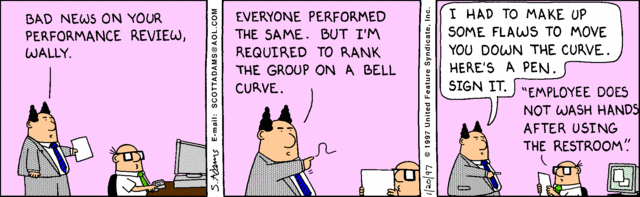 BAD NEWS ON YOUR
PERFORMANCE REVIEW,
WALLY.
S. Adams E-mail: SCOTTADAMS@AOL.COM
EVERYONE PERFORMED
THE SAME. BUT I'M
REQUIRED TO RANK
THE GROUP ON A BELL
CURVE.
1/20/97 © 1997 United Feature Syndicate, Inc.
I HAD TO MAKE UP
SOME FLAWS TO MOVE
YOU DOWN THE CURVE.
HERE'S A PEN.
SIGN IT.
"EMPLOYEE DOES
NOT WASH HANDS
AFTER USING
THE RESTROOM."